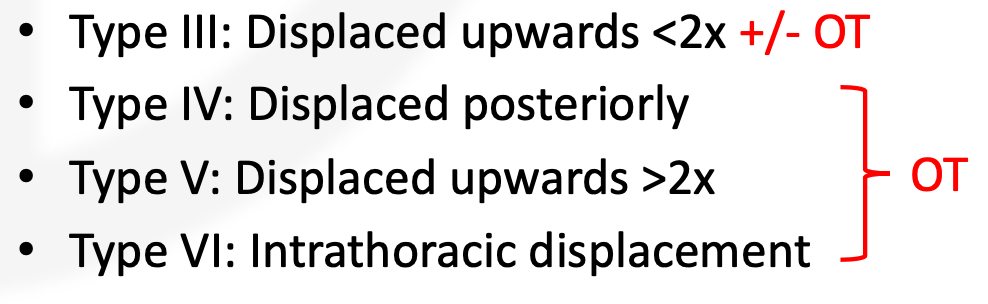 • Type III: Displaced upwards <2x +/- OT
• Type IV: Displaced posteriorly
• Type V: Displaced upwards >2x
OT
• Type VI: Intrathoracic displacement